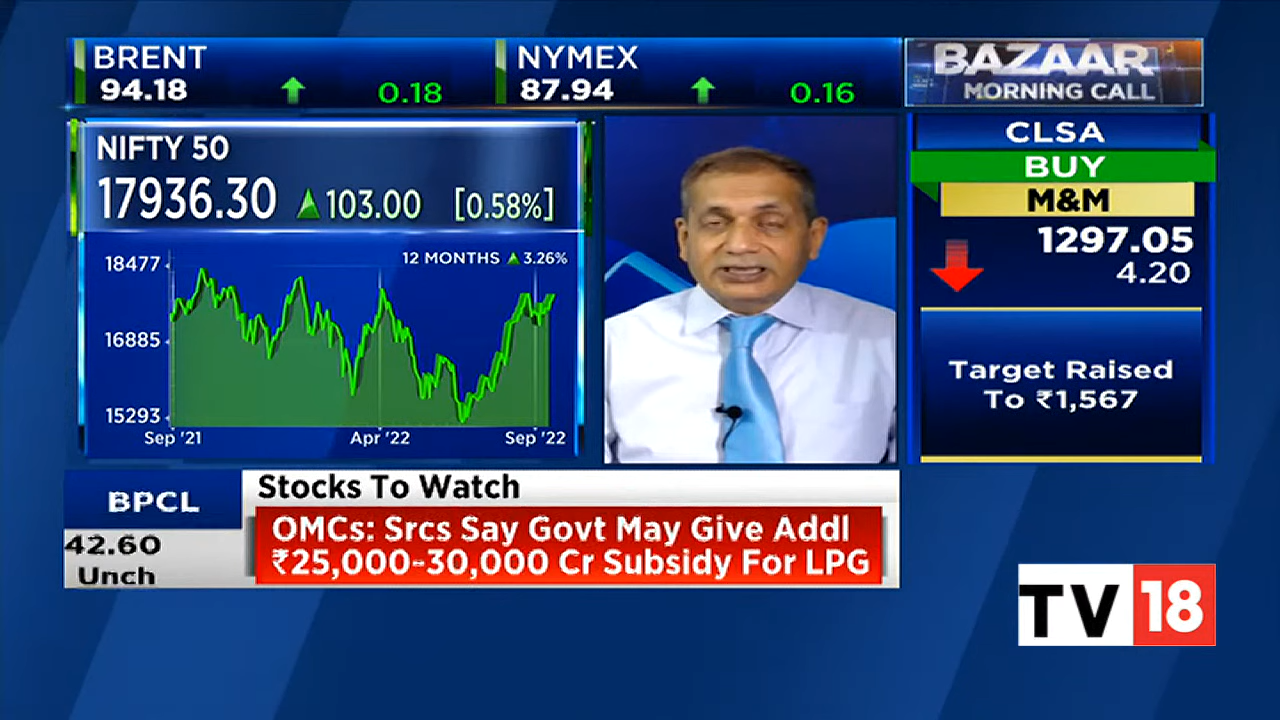 BRENT
94.18 0.18
NYMEX
87.94 0.16
BAZAAR
MORNING CALL
NIFTY 50
17936.30 103.00 [0.58%]
12 MONTHS 3.26%
18477
16885
15293
Sep '21 Apr '22 Sep '22
CLSA
BUY
M&M
1297.05
4.20
Target Raised
To ₹1,567
BPCL
42.60
Unch
Stocks To Watch
OMCs: Srcs Say Govt May Give Addl
₹25,000-30,000 Cr Subsidy For LPG
TV18